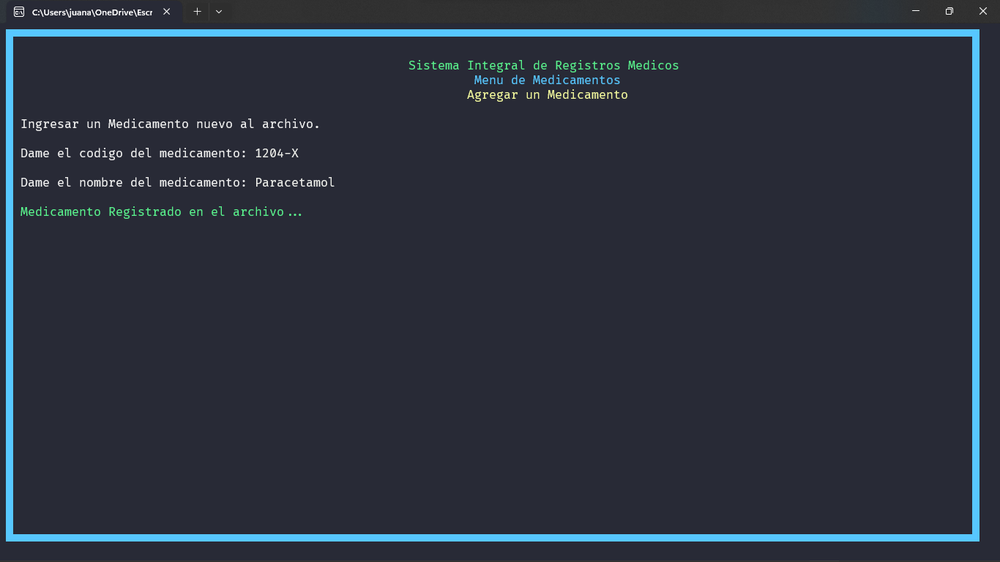 C:\Users\juana\OneDrive\Escr
Sistema Integral de Registros Medicos
Menu de Medicamentos
Agregar un Medicamento
Ingresar un Medicamento nuevo al archivo.
Dame el codigo del medicamento: 1204-X
Dame el nombre del medicamento: Paracetamol
Medicamento Registrado en el archivo...